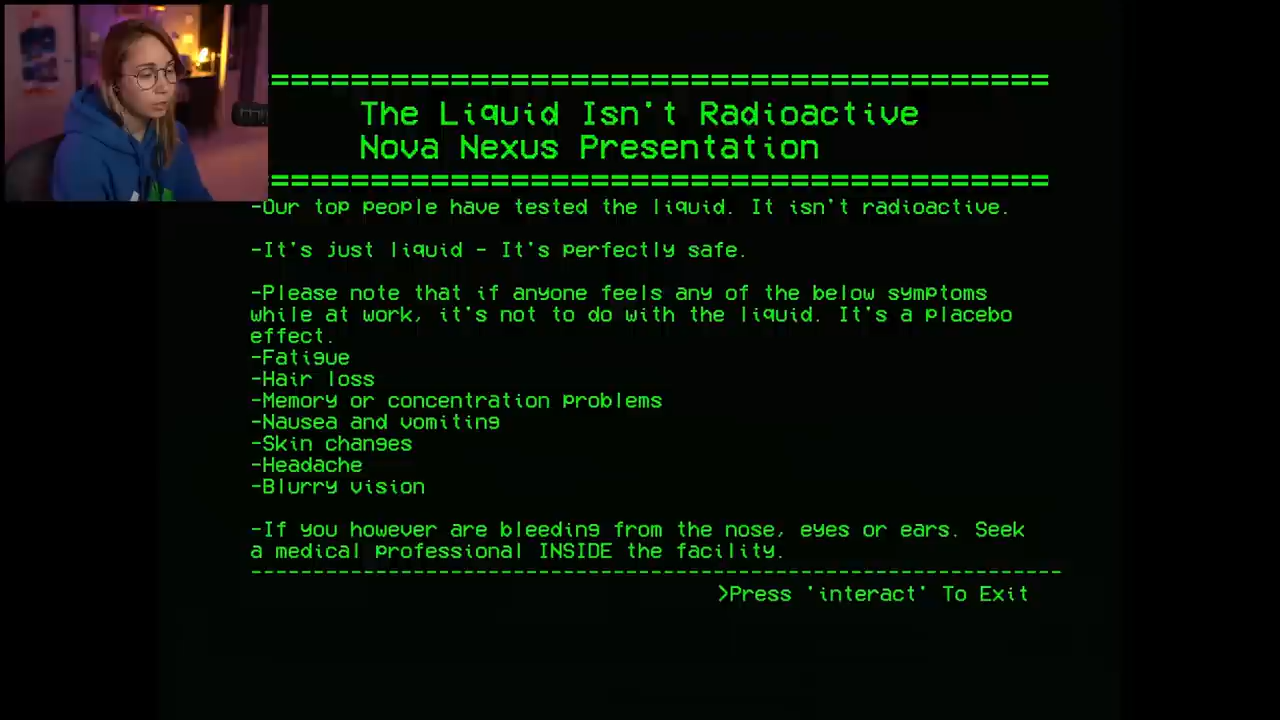 =======================================
The Liquid Isn't Radioactive
Nova Nexus Presentation
=======================================
-Our top people have tested the liquid. It isn't radioactive.
-It's just liquid - It's perfectly safe.
-Please note that if anyone feels any of the below symptoms
while at work, it's not to do with the liquid. It's a placebo
effect.
-Fatigue
-Hair loss
-Memory or concentration problems
-Nausea and vomiting
-Skin changes
-Headache
-Blurry vision
-If you however are bleeding from the nose, eyes or ears. Seek
a medical professional INSIDE the facility.
-----------------------------------------------------------------
>Press 'interact' To Exit